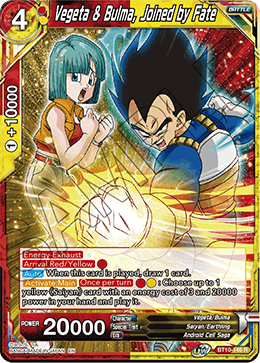 4
Vegeta & Bulma, Joined by Fate
BATTLE
1+10000
Energy-Exhaust
Arrival Red/Yellow
Auto When this card is played, draw 1 card.
Activate:Main Once per turn : Choose up to 1
yellow ⟨Saiyan⟩ card with an energy cost of 3 and 20000
power in your hand and play it.
POWER 20000
Character Vegeta/Bulma
Special Trait Saiyan/Earthling
Era Android Cell Saga